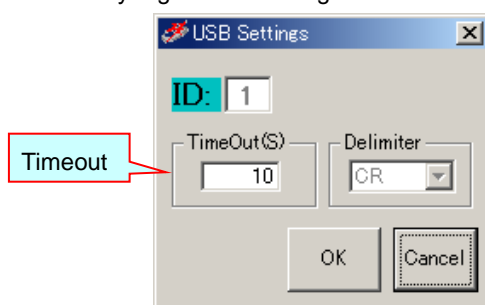 USB Settings
ID: 1
TimeOut(S)
10
Delimiter
CR
Timeout
OK
Cancel